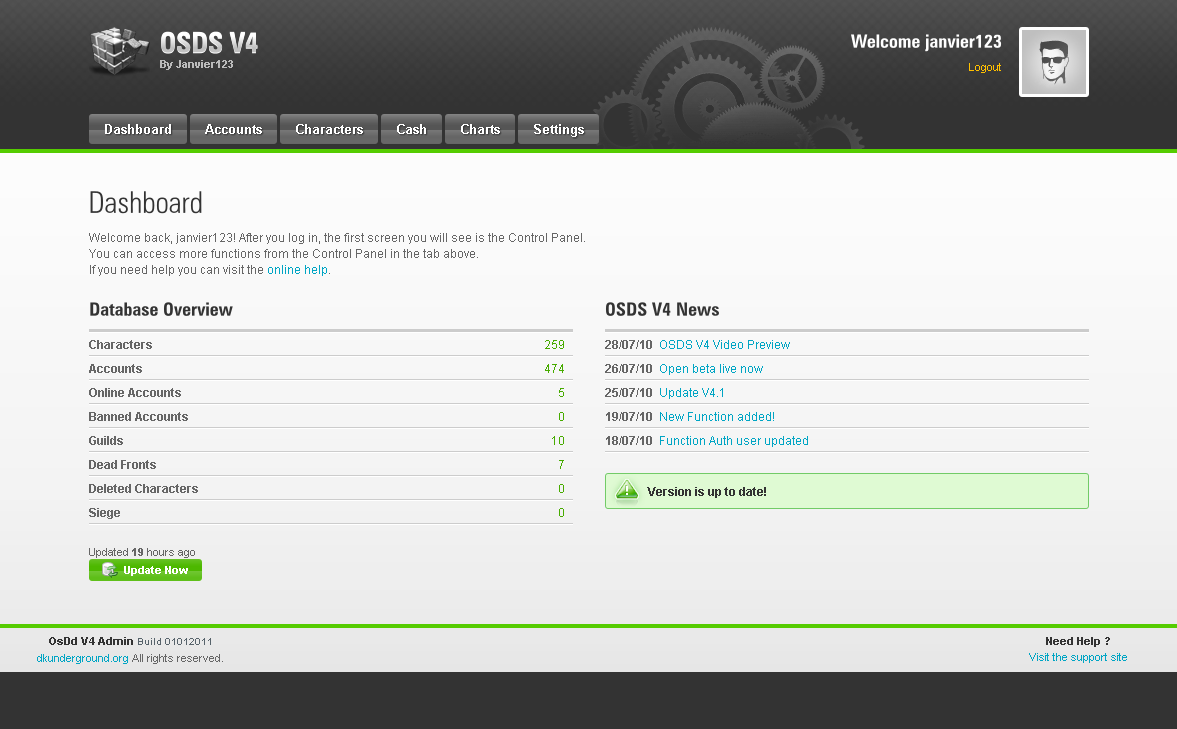 OSDS V4
By Janvier123
Welcome janvier123
Logout
Dashboard Accounts Characters Cash Charts Settings
Dashboard
Welcome back, janvier123! After you log in, the first screen you will see is the Control Panel.
You can access more functions from the Control Panel in the tab above.
If you need help you can visit the online help.
Database Overview
Characters 259
Accounts 474
Online Accounts 5
Banned Accounts 0
Guilds 10
Dead Fronts 7
Deleted Characters 0
Siege 0
Updated 19 hours ago
Update Now
OSDS V4 News
28/07/10 OSDS V4 Video Preview
26/07/10 Open beta live now
25/07/10 Update V4.1
19/07/10 New Function added!
18/07/10 Function Auth user updated
Version is up to date!
OsDd V4 Admin Build 01012011
dkunderground.org All rights reserved.
Need Help ?
Visit the support site